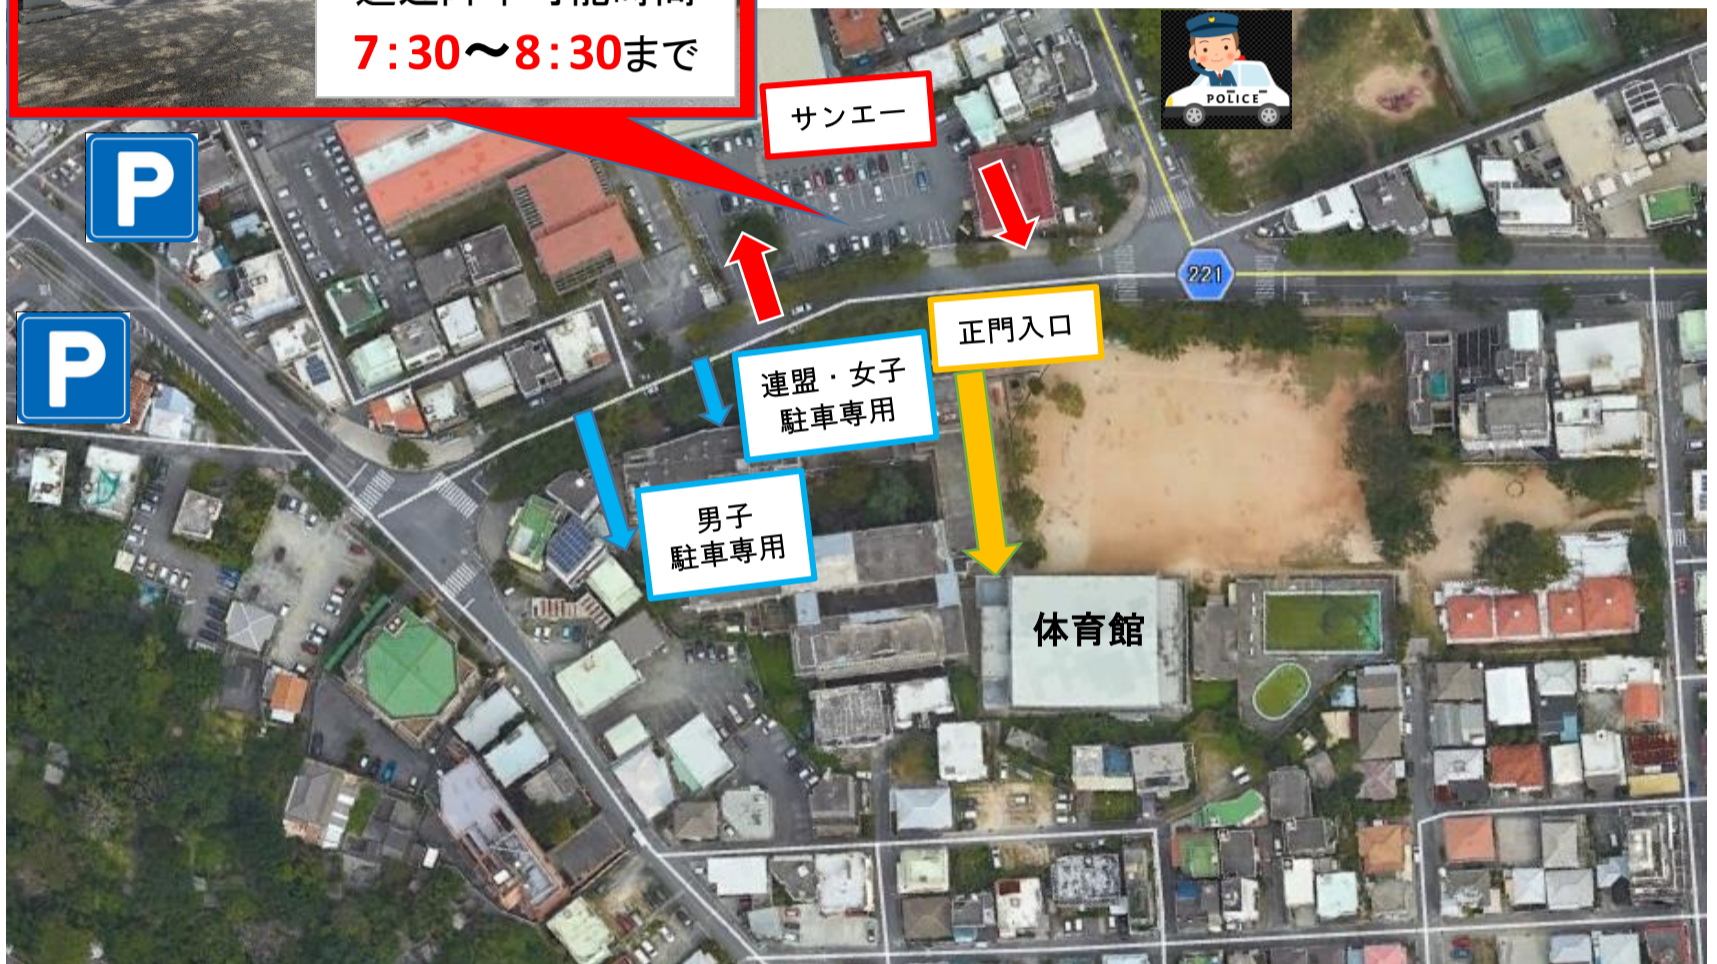 7:30～8:30まで
サンエー
POLICE
P
221
P
正門入口
連盟・女子
駐車専用
男子
駐車専用
体育館